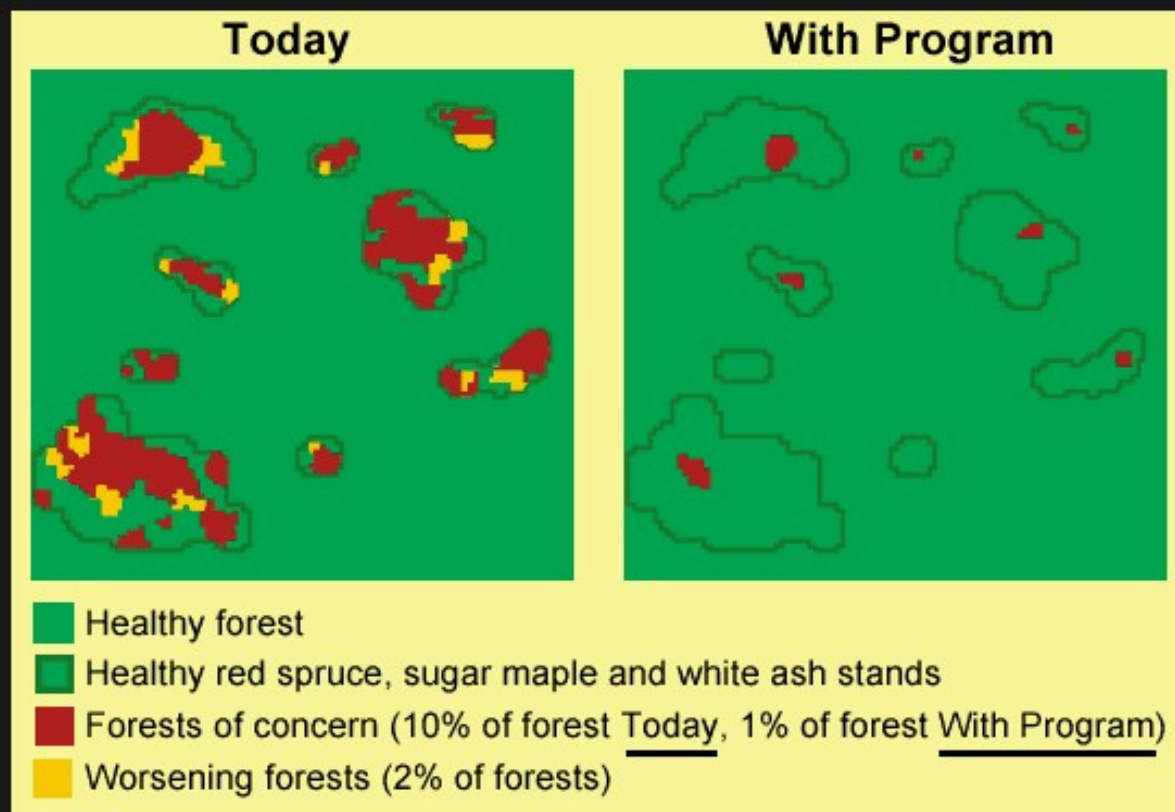 Today
With Program
Healthy forest
Healthy red spruce, sugar maple and white ash stands
Forests of concern (10% of forest Today, 1% of forest With Program)
Worsening forests (2% of forests)